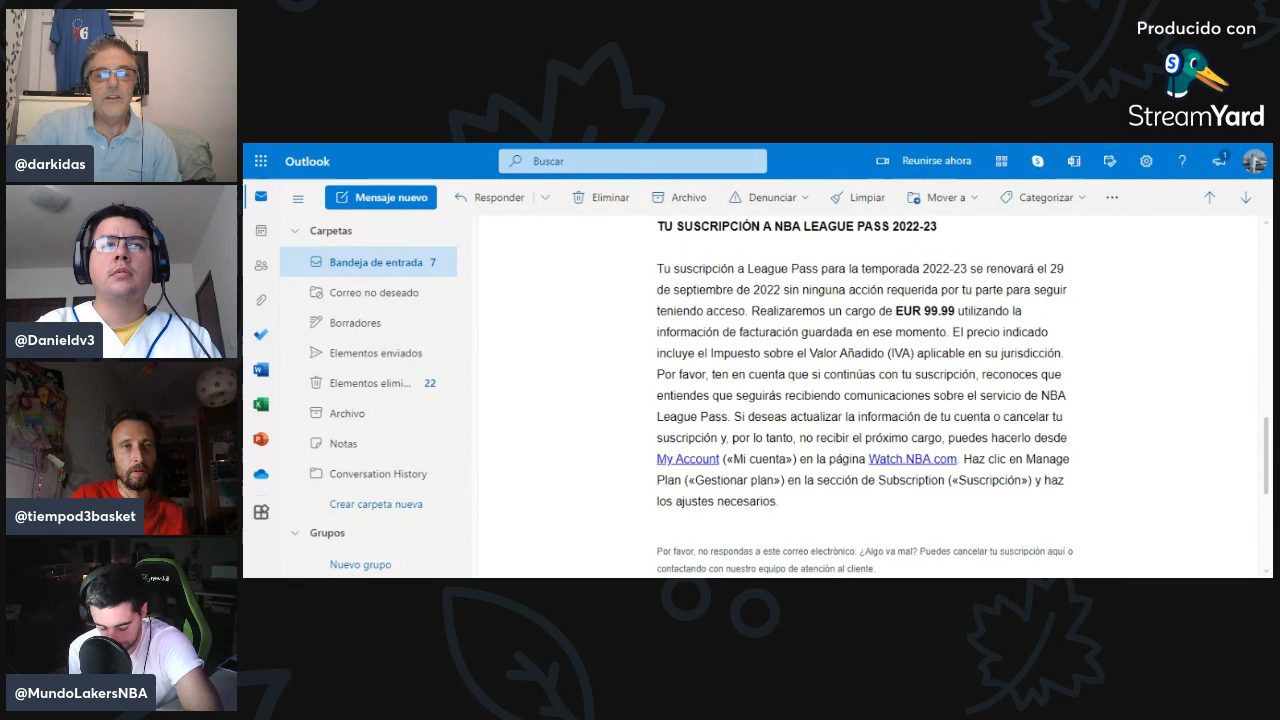 Producido con
StreamYard
@darkidas
@Danieldv3
@tiempod3basket
@MundoLakersNBA
Outlook
Buscar
Reunirse ahora
Mensaje nuevo
Responder
Eliminar
Archivo
Denunciar
Limpiar
Mover a
Categorizar
Carpetas
Bandeja de entrada 7
Correo no deseado
Borradores
Elementos enviados
Elementos elimi... 22
Archivo
Notas
Conversation History
Crear carpeta nueva
Grupos
Nuevo grupo
TU SUSCRIPCIÓN A NBA LEAGUE PASS 2022-23
Tu suscripción a League Pass para la temporada 2022-23 se renovará el 29
de septiembre de 2022 sin ninguna acción requerida por tu parte para seguir
teniendo acceso. Realizaremos un cargo de EUR 99.99 utilizando la
información de facturación guardada en ese momento. El precio indicado
incluye el Impuesto sobre el Valor Añadido (IVA) aplicable en su jurisdicción.
Por favor, ten en cuenta que si continúas con tu suscripción, reconoces que
entiendes que seguirás recibiendo comunicaciones sobre el servicio de NBA
League Pass. Si deseas actualizar la información de tu cuenta o cancelar tu
suscripción y, por lo tanto, no recibir el próximo cargo, puedes hacerlo desde
My Account («Mi cuenta») en la página Watch.NBA.com. Haz clic en Manage
Plan («Gestionar plan») en la sección de Subscription («Suscripción») y haz
los ajustes necesarios.
Por favor, no respondas a este correo electrónico. ¿Algo va mal? Puedes cancelar tu suscripción aquí o
contactando con nuestro equipo de atención al cliente.